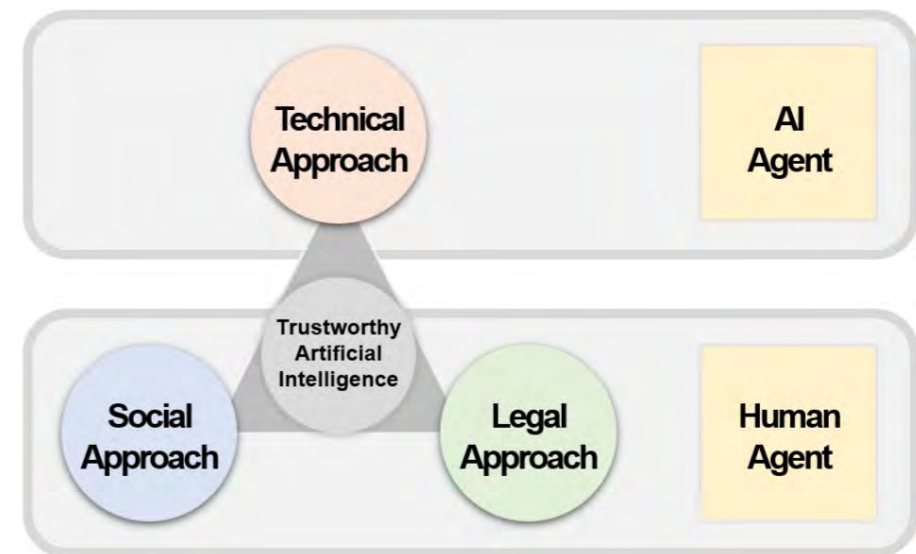 Technical
Approach
AI
Agent
Trustworthy
Artificial
Intelligence
Social
Approach
Legal
Approach
Human
Agent